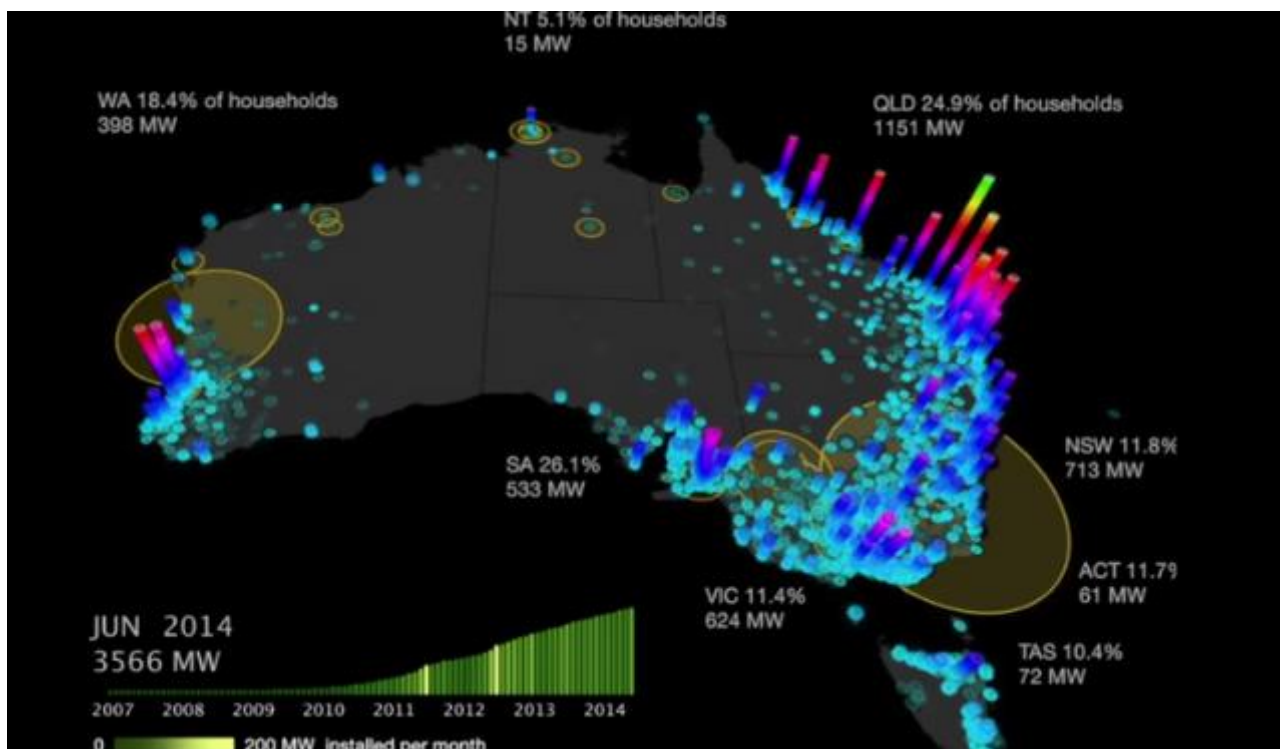 NT 5.1% of households
15 MW
WA 18.4% of households
398 MW
QLD 24.9% of households
1151 MW
SA 26.1%
533 MW
NSW 11.8%
713 MW
ACT 11.7%
61 MW
VIC 11.4%
624 MW
TAS 10.4%
72 MW
JUN 2014
3566 MW
2007 2008 2009 2010 2011 2012 2013 2014
0 200 MW installed per month